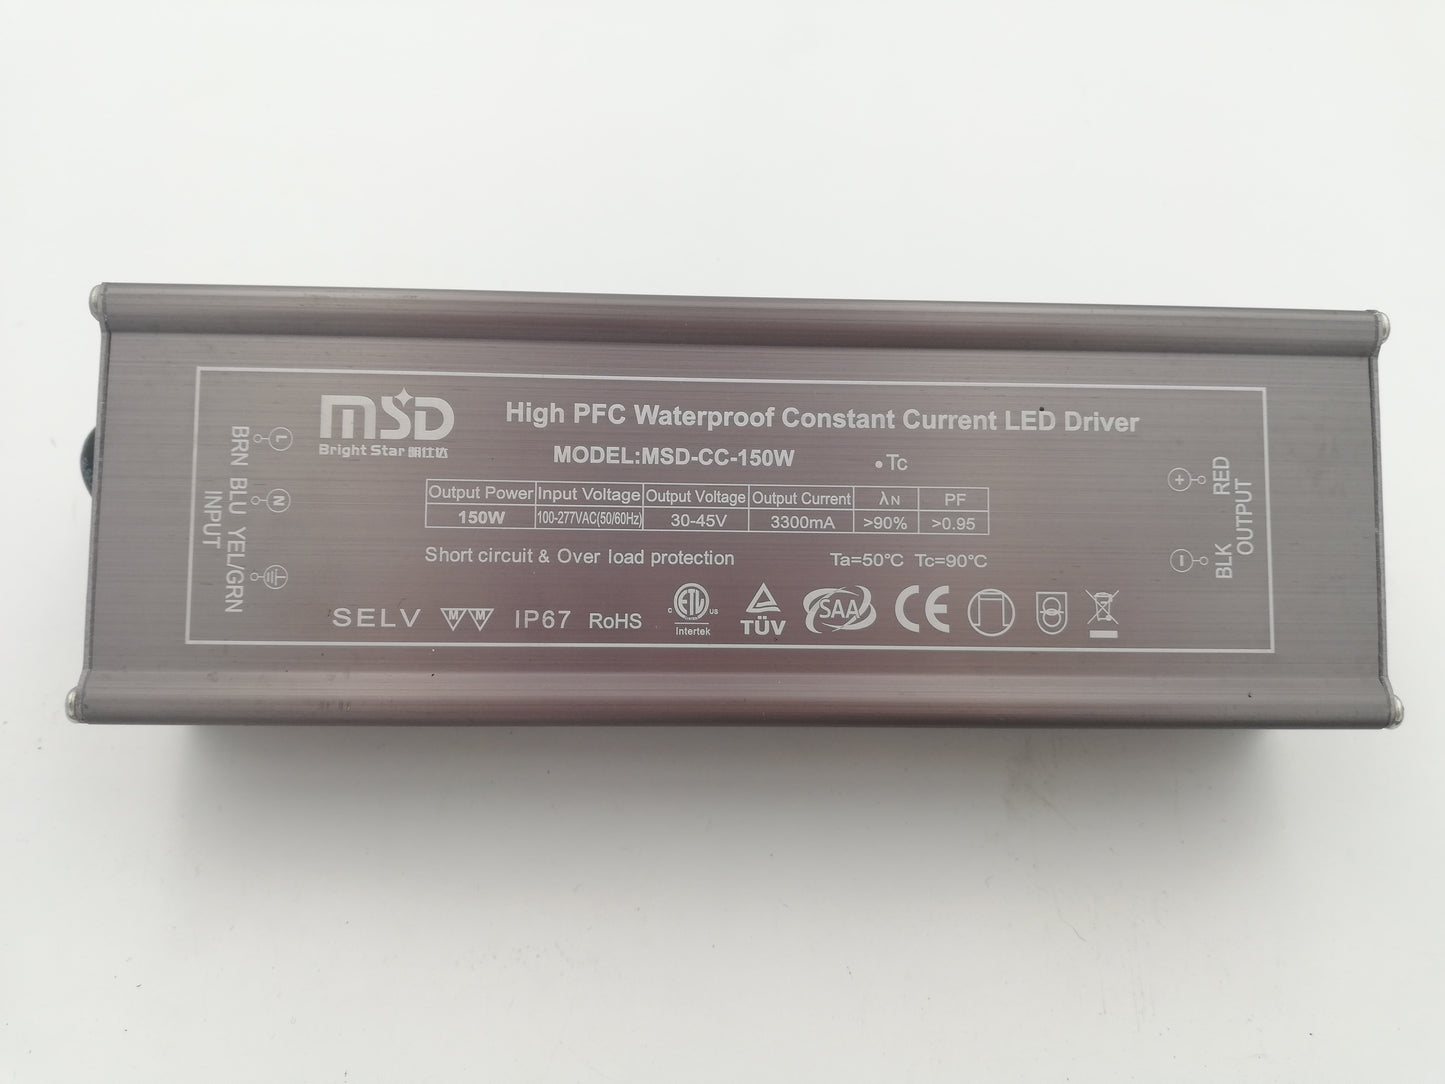 MSD
Bright Star 明仕达
High PFC Waterproof Constant Current LED Driver
MODEL:MSD-CC-150W
Tc
Output Power Input Voltage Output Voltage Output Current λN PF
150W 100-277VAC(50/60Hz) 30-45V 3300mA >90% >0.95
Short circuit & Over load protection
Ta=50℃ Tc=90℃
SELV M M IP67 RoHS c ETL us Intertek TÜV SAA CE
BRN BLU YEL/GRN
INPUT
L
N
RED
BLK
OUTPUT
+
-